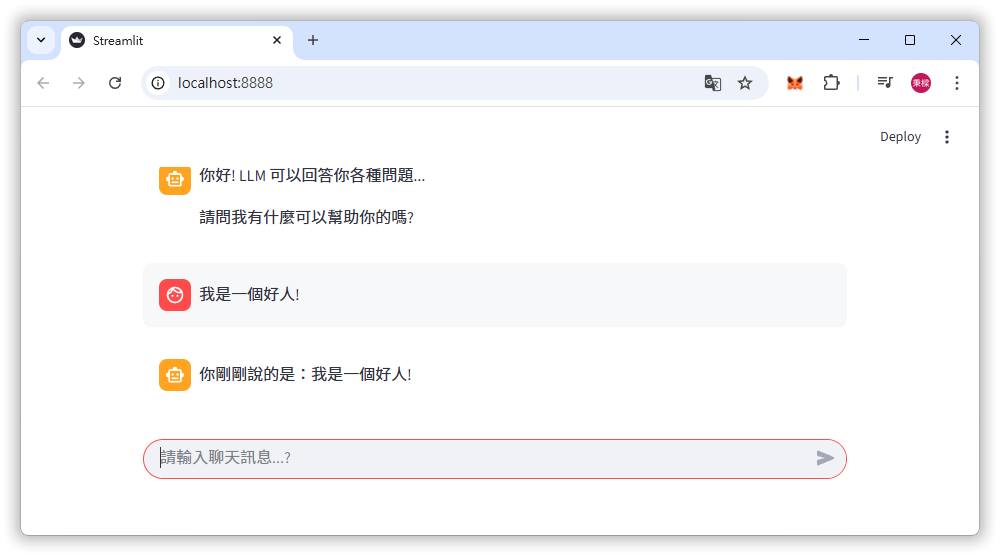 Streamlit
localhost:8888
秉樑
Deploy
你好! LLM 可以回答你各種問題...
請問我有什麼可以幫助你的嗎?
我是一個好人!
你剛剛說的是：我是一個好人!
請輸入聊天訊息...?